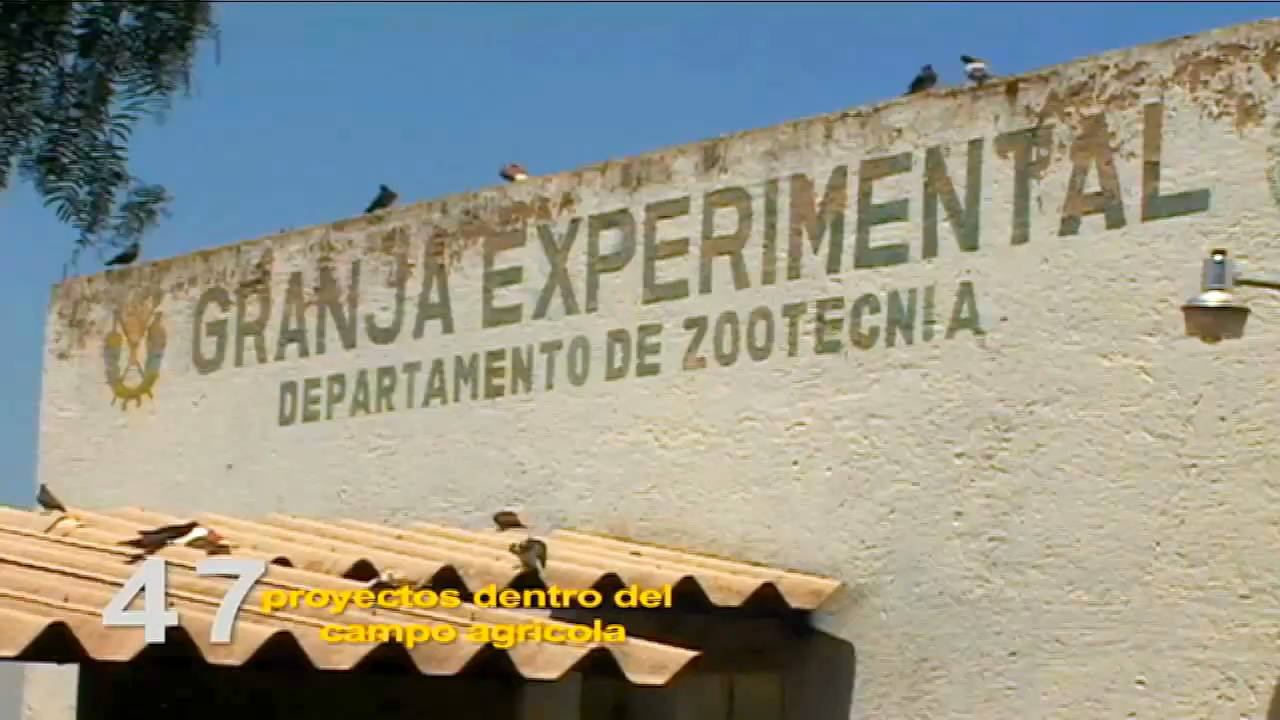 GRANJA EXPERIMENTAL
DEPARTAMENTO DE ZOOTECNIA
47 proyectos dentro del
campo agricola